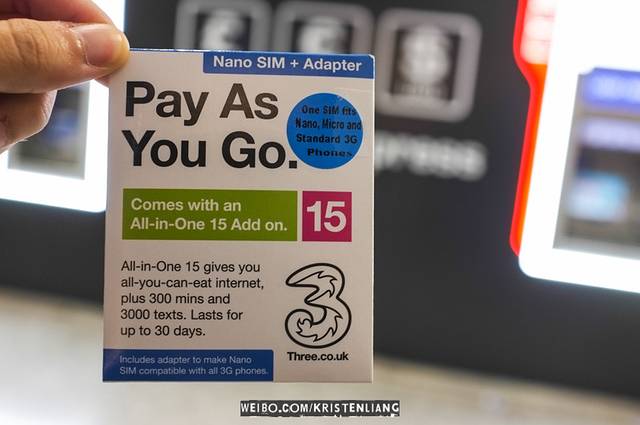 Nano SIM + Adapter
Pay As
You Go.
One SIM fits
Nano, Micro and
Standard 3G
Phones
Comes with an
All-in-One 15 Add on.
15
All-in-One 15 gives you
all-you-can-eat internet,
plus 300 mins and
3000 texts. Lasts for
up to 30 days.
Three.co.uk
Includes adapter to make Nano
SIM compatible with all 3G phones.
WEIBO.COM/KRISTENLIANG